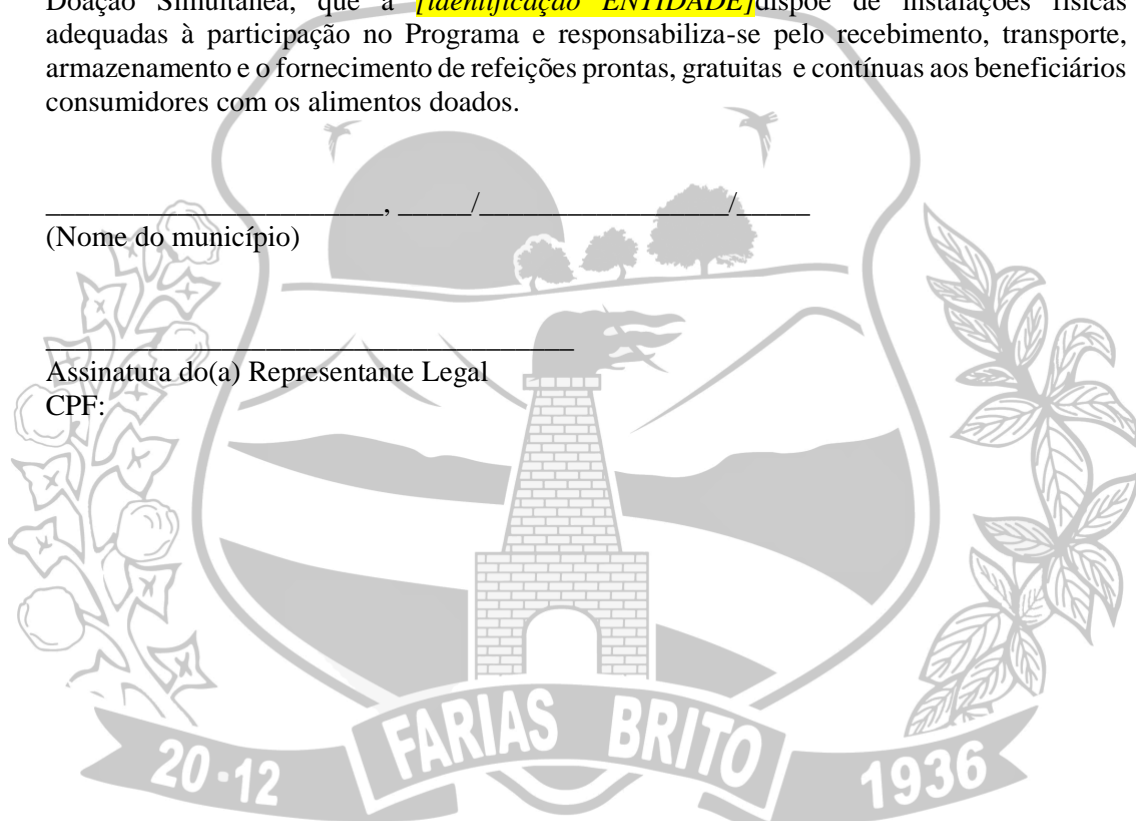 Doação Simultânea, que a [identificação ENTIDADE]dispõe de instalações físicas
adequadas à participação no Programa e responsabiliza-se pelo recebimento, transporte,
armazenamento e o fornecimento de refeições prontas, gratuitas e contínuas aos beneficiários
consumidores com os alimentos doados.
_______________________, _____/_________________/_____
(Nome do município)
____________________________________
Assinatura do(a) Representante Legal
CPF:
FARIAS BRITO
20-12 1936